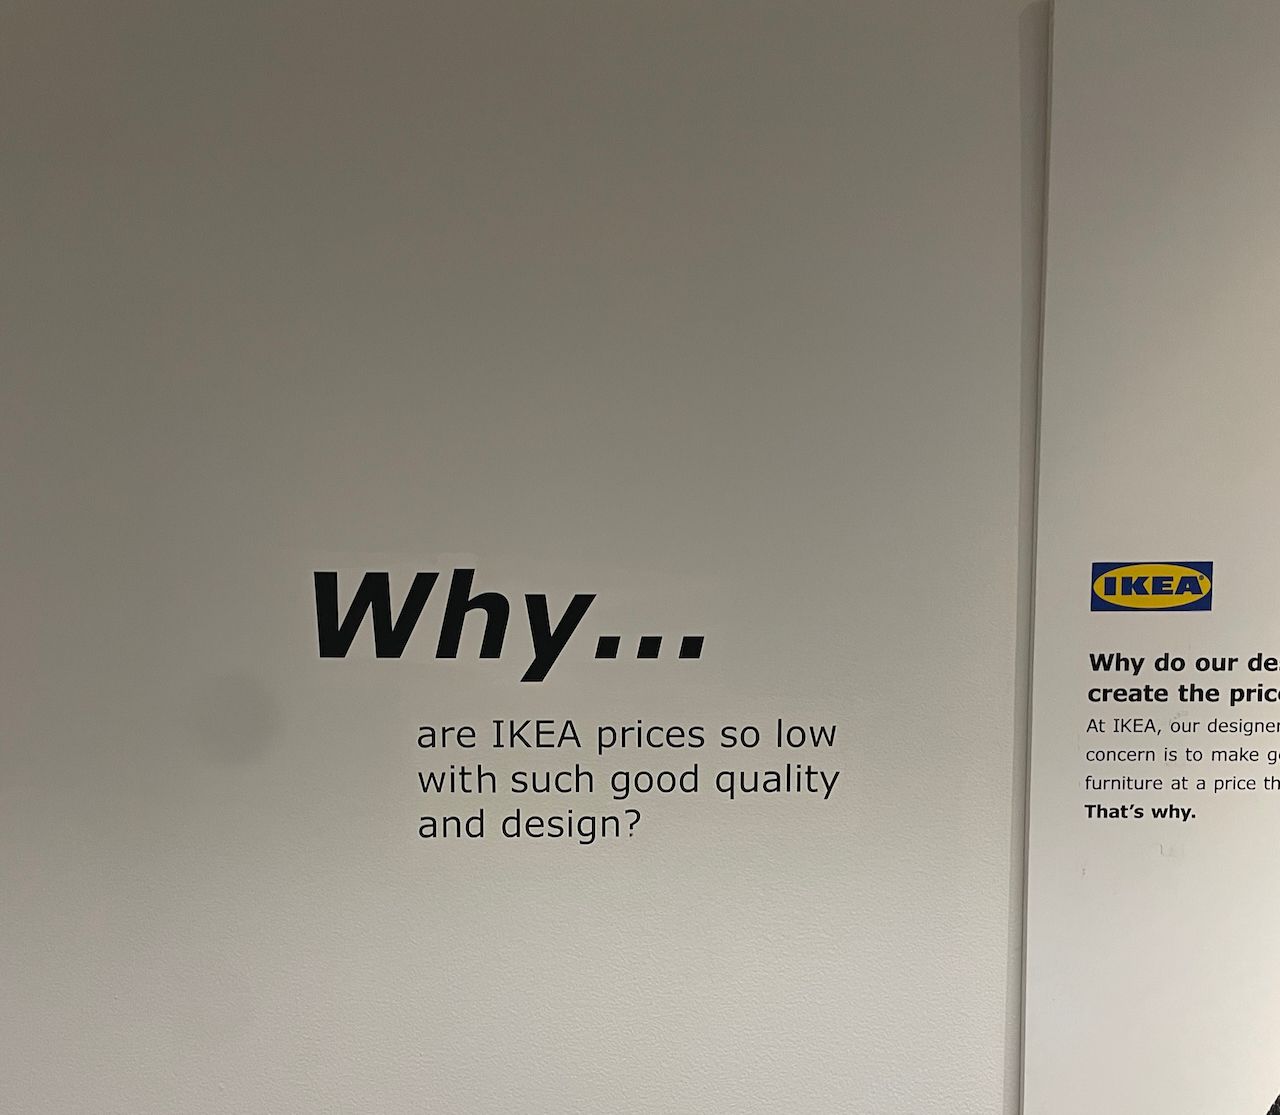 Why...
are IKEA prices so low
with such good quality
and design?
IKEA
Why do our
create the
At IKEA, our
concern is to make
furniture at a price
That's why.